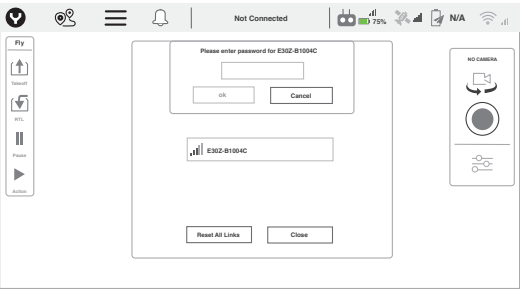 Not Connected
75%
N/A
Fly
Takeoff
RTL
Pause
Action
Please enter password for E30Z-B1004C
ok
Cancel
E30Z-B1004C
Reset All Links
Close
NO CAMERA